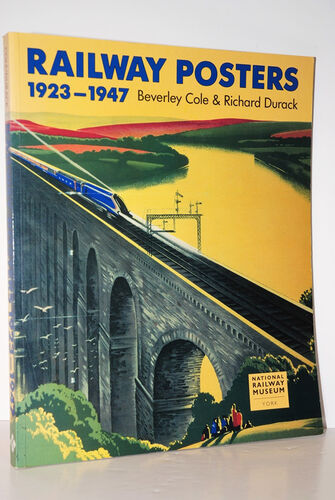 RAILWAY POSTERS
1923–1947 Beverley Cole & Richard Durack
NATIONAL
RAILWAY
MUSEUM
YORK